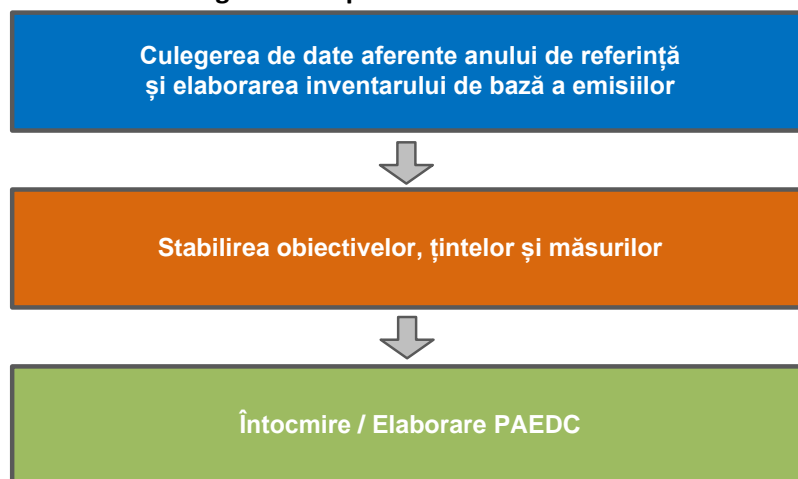 Culegerea de date aferente anului de referință
și elaborarea inventarului de bază a emisiilor
Stabilirea obiectivelor, țintelor și măsurilor
Întocmire / Elaborare PAEDC